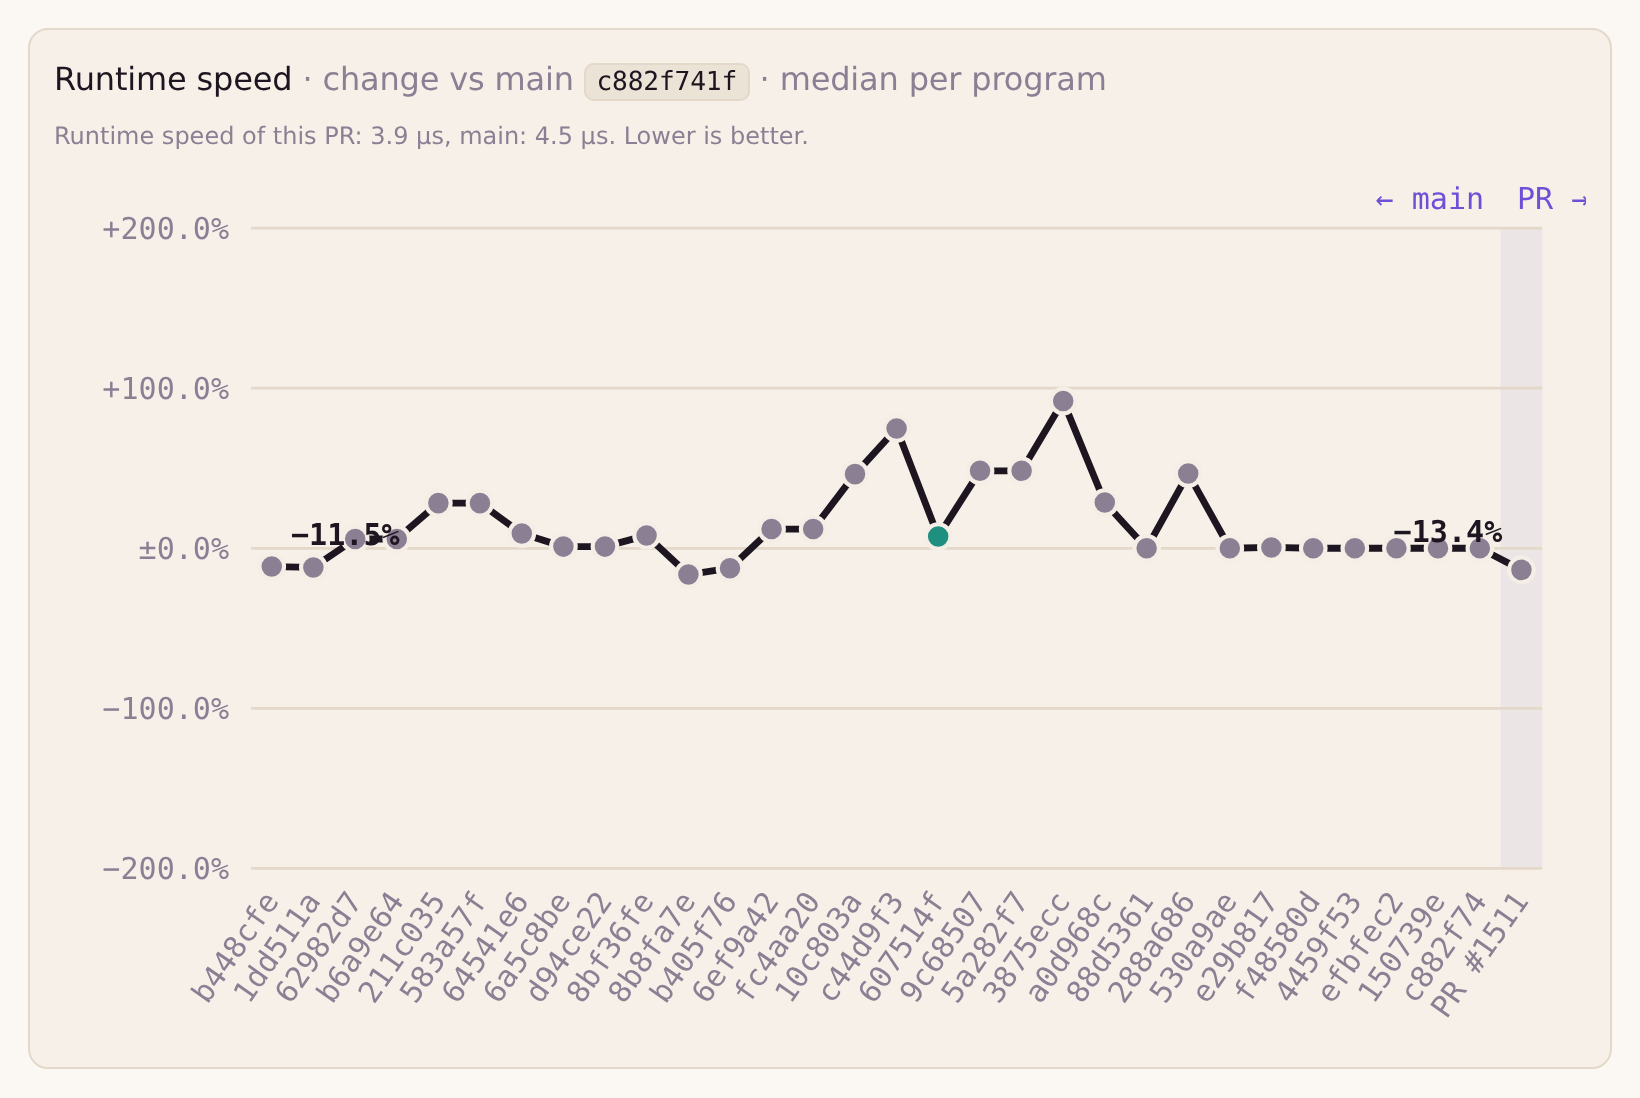 Runtime speed · change vs main c882f741f · median per program
Runtime speed of this PR: 3.9 µs, main: 4.5 µs. Lower is better.
← main PR →
+200.0%
+100.0%
±0.0%
−100.0%
−200.0%
−11.5%
−13.4%
b448cfe
1dd511a
62982d7
b6a9e64
211c035
583a57f
64541e6
6a5c8be
d94ce22
8bf36fe
8b8fa7e
b405f76
6ef9a42
fc4aa20
10c803a
c44d9f3
607514f
9c68507
5a282f7
3875ecc
a0d968c
88d5361
288a686
530a9ae
e29b817
f48580d
4459f53
efbfec2
150739e
c882f74
PR #1511